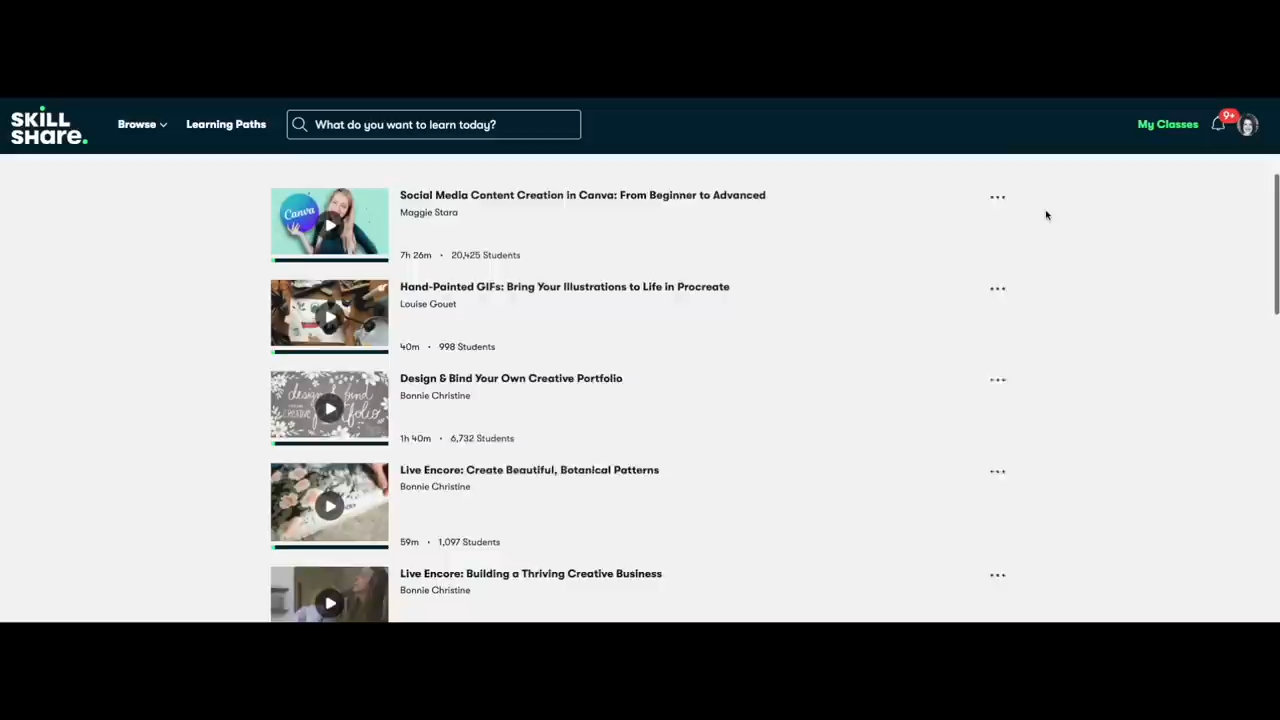 SKILL
SHare.
Browse
Learning Paths
What do you want to learn today?
My Classes
9+
Social Media Content Creation in Canva: From Beginner to Advanced
Maggie Stara
Canva
7h 26m • 20,425 Students
Hand-Painted GIFs: Bring Your Illustrations to Life in Procreate
Louise Gouet
40m • 998 Students
Design & Bind Your Own Creative Portfolio
Bonnie Christine
design & bind
CREATIVE portfolio
1h 40m • 6,732 Students
Live Encore: Create Beautiful, Botanical Patterns
Bonnie Christine
59m • 1,097 Students
Live Encore: Building a Thriving Creative Business
Bonnie Christine